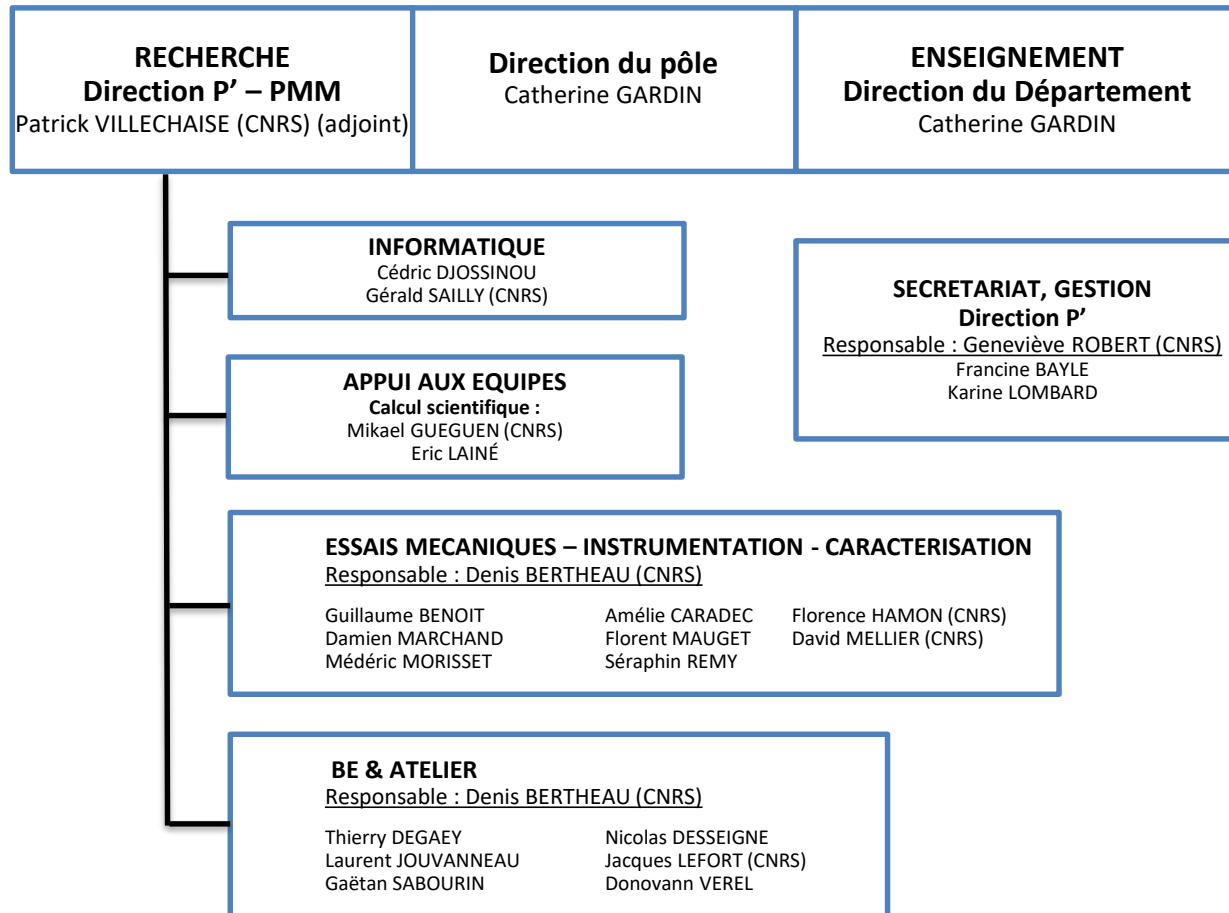 RECHERCHE
Direction P’ – PMM
Patrick VILLECHAISE (CNRS) (adjoint)
Direction du pôle
Catherine GARDIN
ENSEIGNEMENT
Direction du Département
Catherine GARDIN
INFORMATIQUE
Cédric DJOSSINOU
Gérald SAILLY (CNRS)
SECRETARIAT, GESTION
Direction P’
Responsable : Geneviève ROBERT (CNRS)
Francine BAYLE
Karine LOMBARD
APPUI AUX EQUIPES
Calcul scientifique :
Mikael GUEGUEN (CNRS)
Eric LAINÉ
ESSAIS MECANIQUES – INSTRUMENTATION - CARACTERISATION
Responsable : Denis BERTHEAU (CNRS)
Guillaume BENOIT Amélie CARADEC Florence HAMON (CNRS)
Damien MARCHAND Florent MAUGET David MELLIER (CNRS)
Médéric MORISSET Séraphin REMY
BE & ATELIER
Responsable : Denis BERTHEAU (CNRS)
Thierry DEGAEY Nicolas DESSEIGNE
Laurent JOUVANNEAU Jacques LEFORT (CNRS)
Gaëtan SABOURIN Donovann VEREL